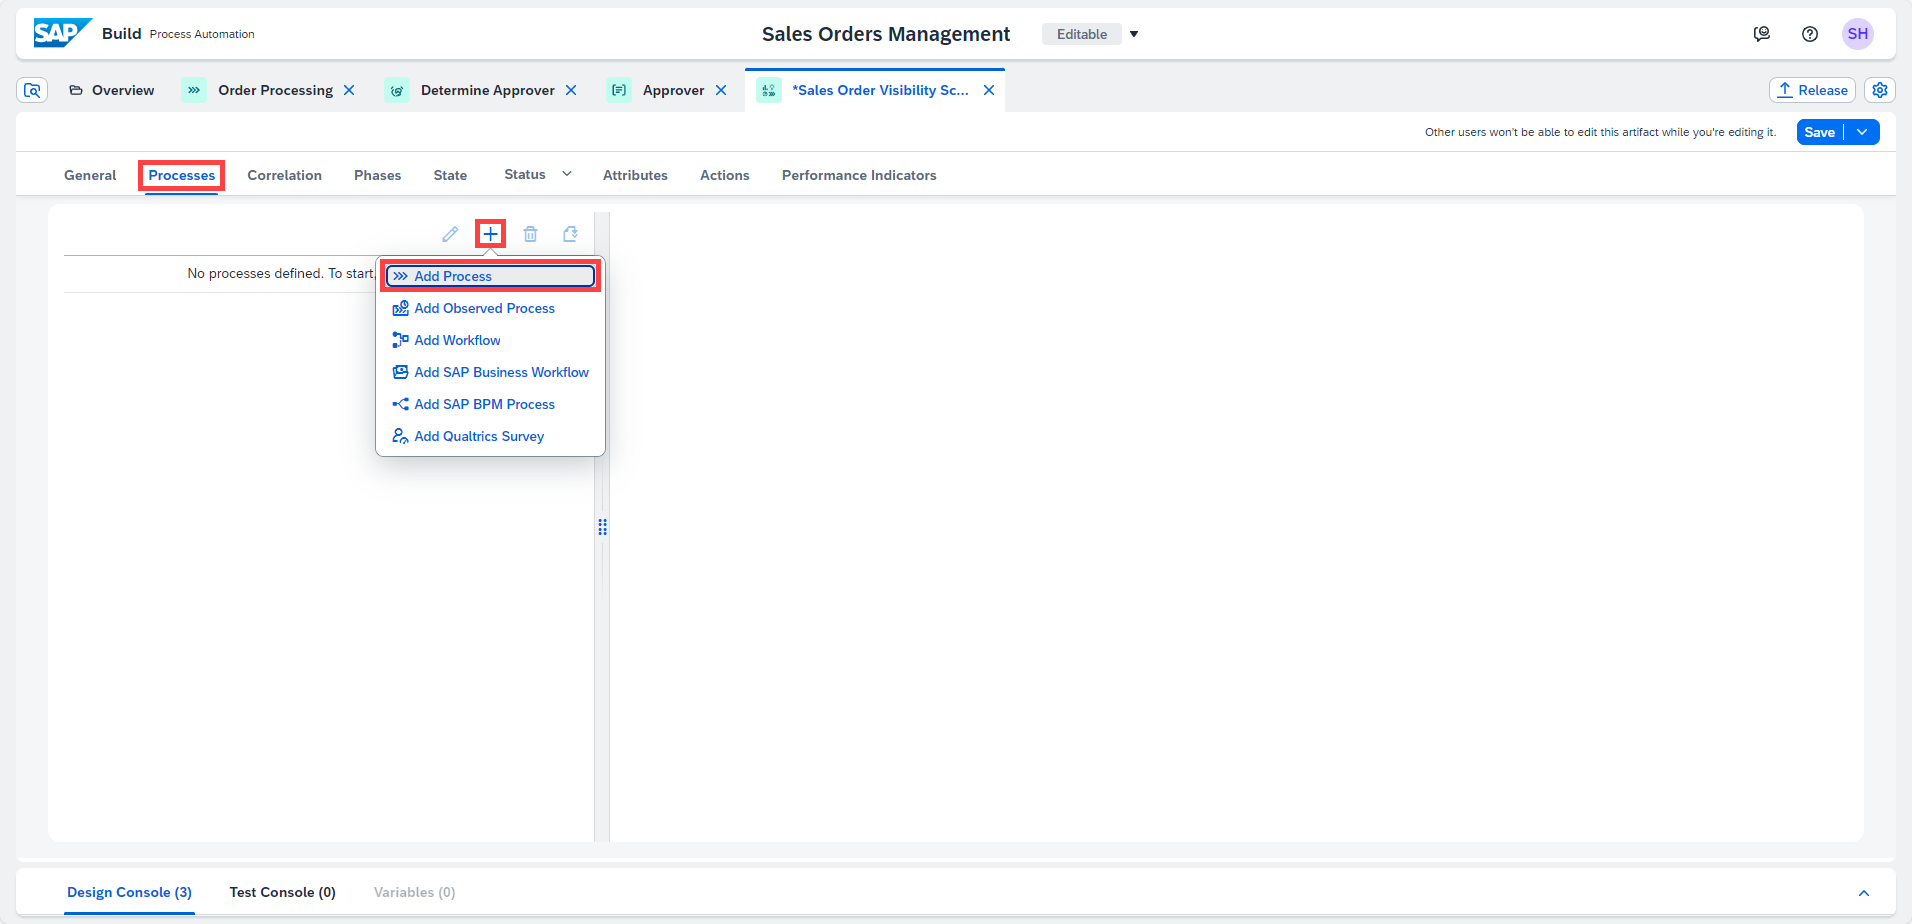 SAP Build Process Automation
Sales Orders Management Editable
SH
Overview Order Processing Determine Approver Approver *Sales Order Visibility Sc... Release
Other users won't be able to edit this artifact while you're editing it. Save
General Processes Correlation Phases State Status Attributes Actions Performance Indicators
No processes defined. To start,
Add Process
Add Observed Process
Add Workflow
Add SAP Business Workflow
Add SAP BPM Process
Add Qualtrics Survey
Design Console (3) Test Console (0) Variables (0)